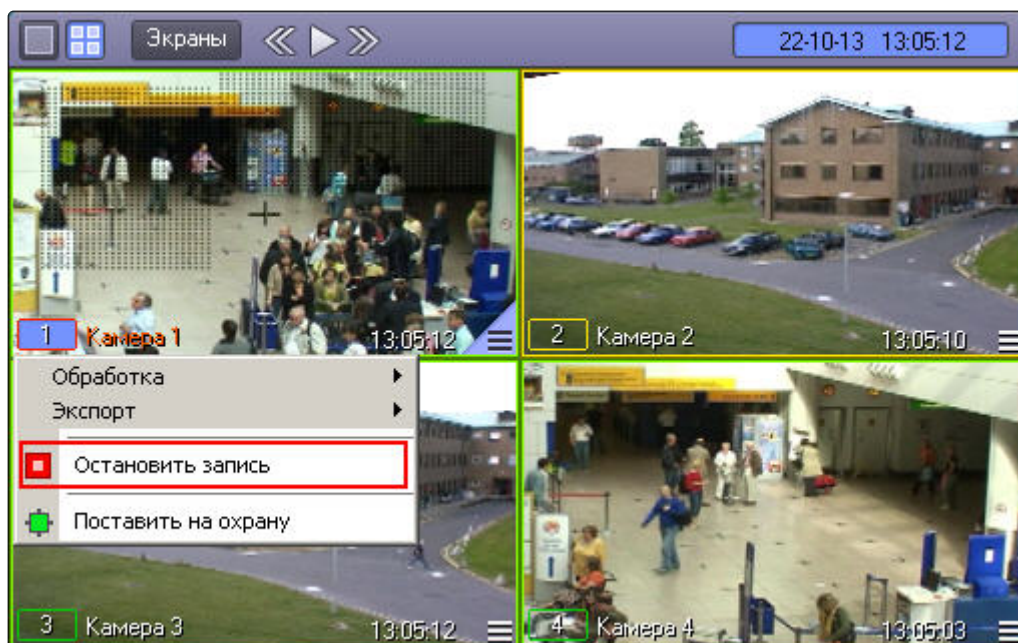 Экраны
22-10-13 13:05:12
1 Камера 1 13:05:12
2 Камера 2 13:05:10
Обработка
Экспорт
Остановить запись
Поставить на охрану
3 Камера 3 13:05:12
4 Камера 4 13:05:03